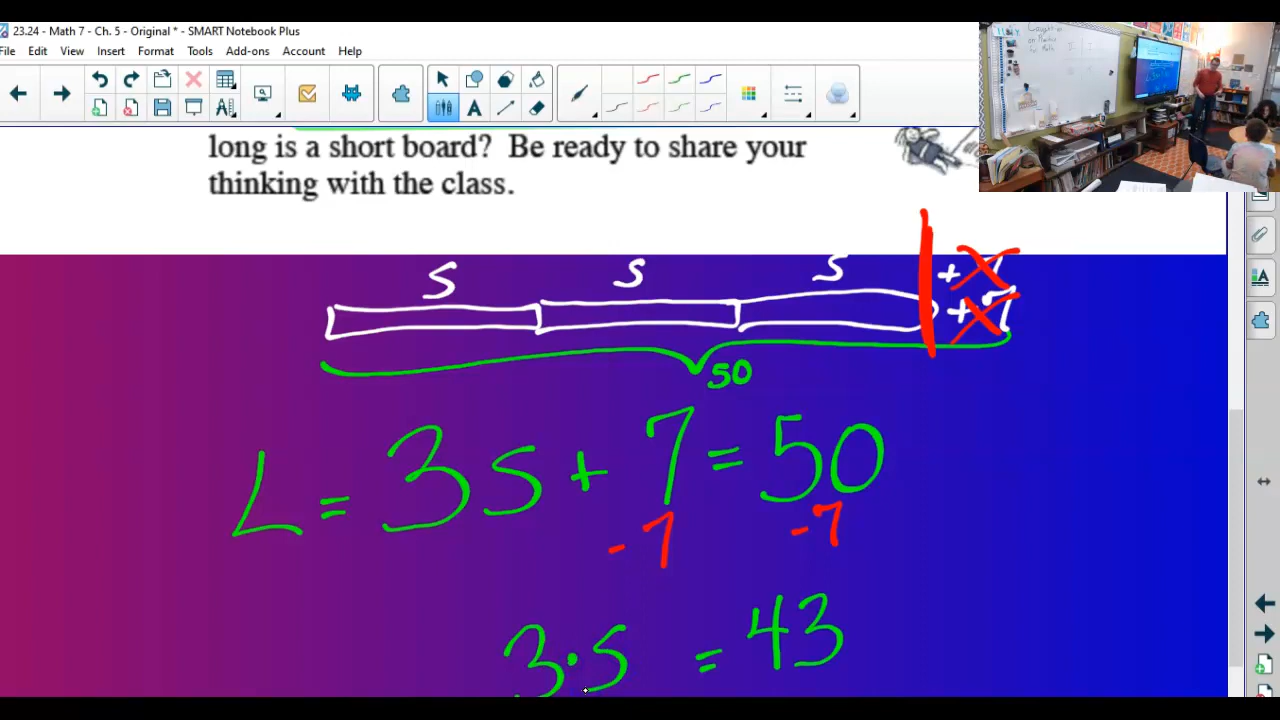 23.24 - Math 7 - Ch. 5 - Original * - SMART Notebook Plus
File Edit View Insert Format Tools Add-ons Account Help
long is a short board? Be ready to share your
thinking with the class.
S S S +
+ 7
50
L = 3S + 7 = 50
-7 -7
3·S = 43